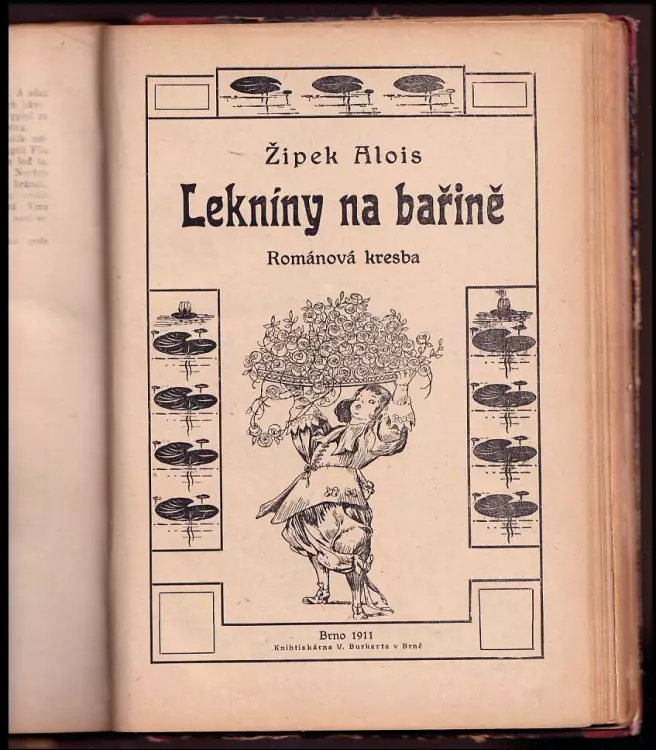 Žipek Alois
Lekníny na bařině
Románová kresba
Brno 1911
Knihtiskárna V. Burkarta v Brně